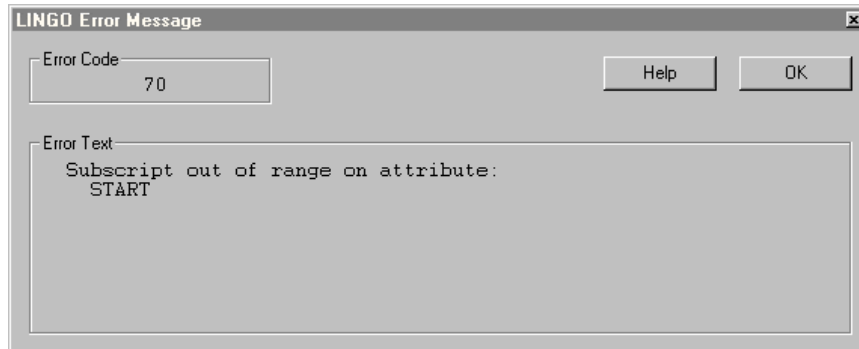 LINGO Error Message
Error Code
70
Help
OK
Error Text
Subscript out of range on attribute:
START